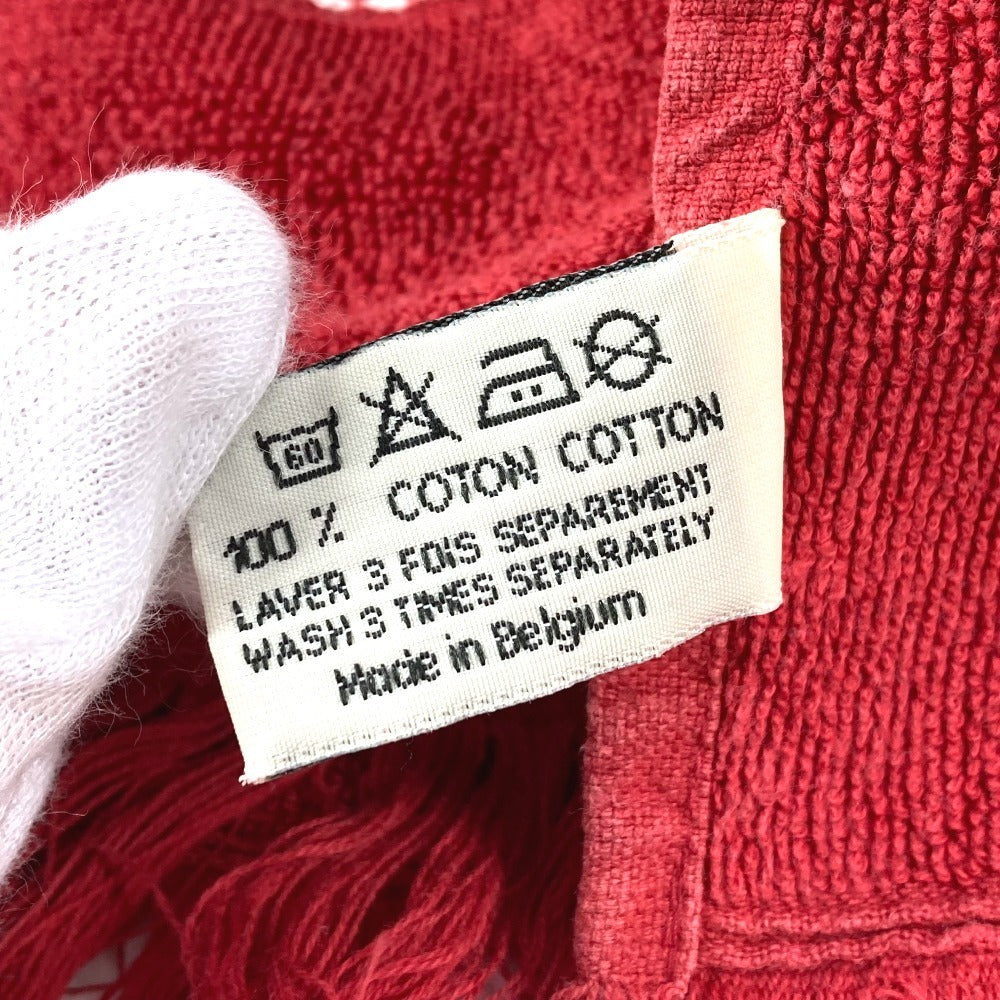 60
100 % COTON COTTON
LAVER 3 FOIS SEPAREMENT
WASH 3 TIMES SEPARATELY
Made in Belgium